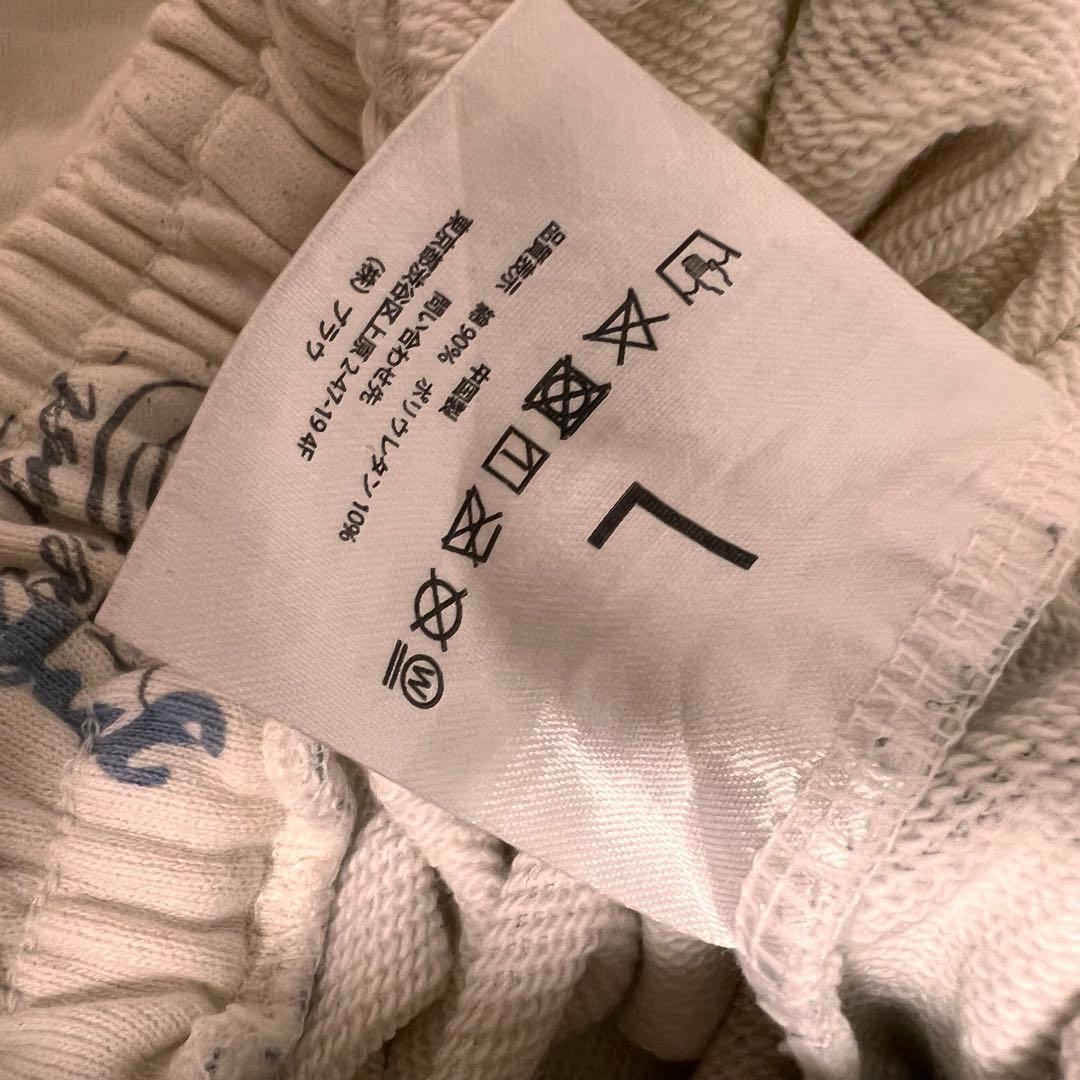 L
W
品質表示
綿 90% ポリウレタン 10%
中国製
問い合わせ先
東京都渋谷区上原 2-47-19 4F
(株) ブラウ